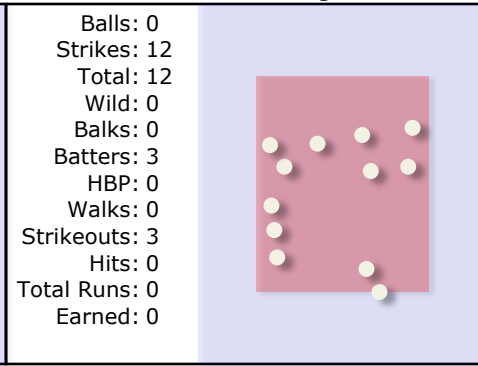 Balls: 0
Strikes: 12
Total: 12
Wild: 0
Balks: 0
Batters: 3
HBP: 0
Walks: 0
Strikeouts: 3
Hits: 0
Total Runs: 0
Earned: 0